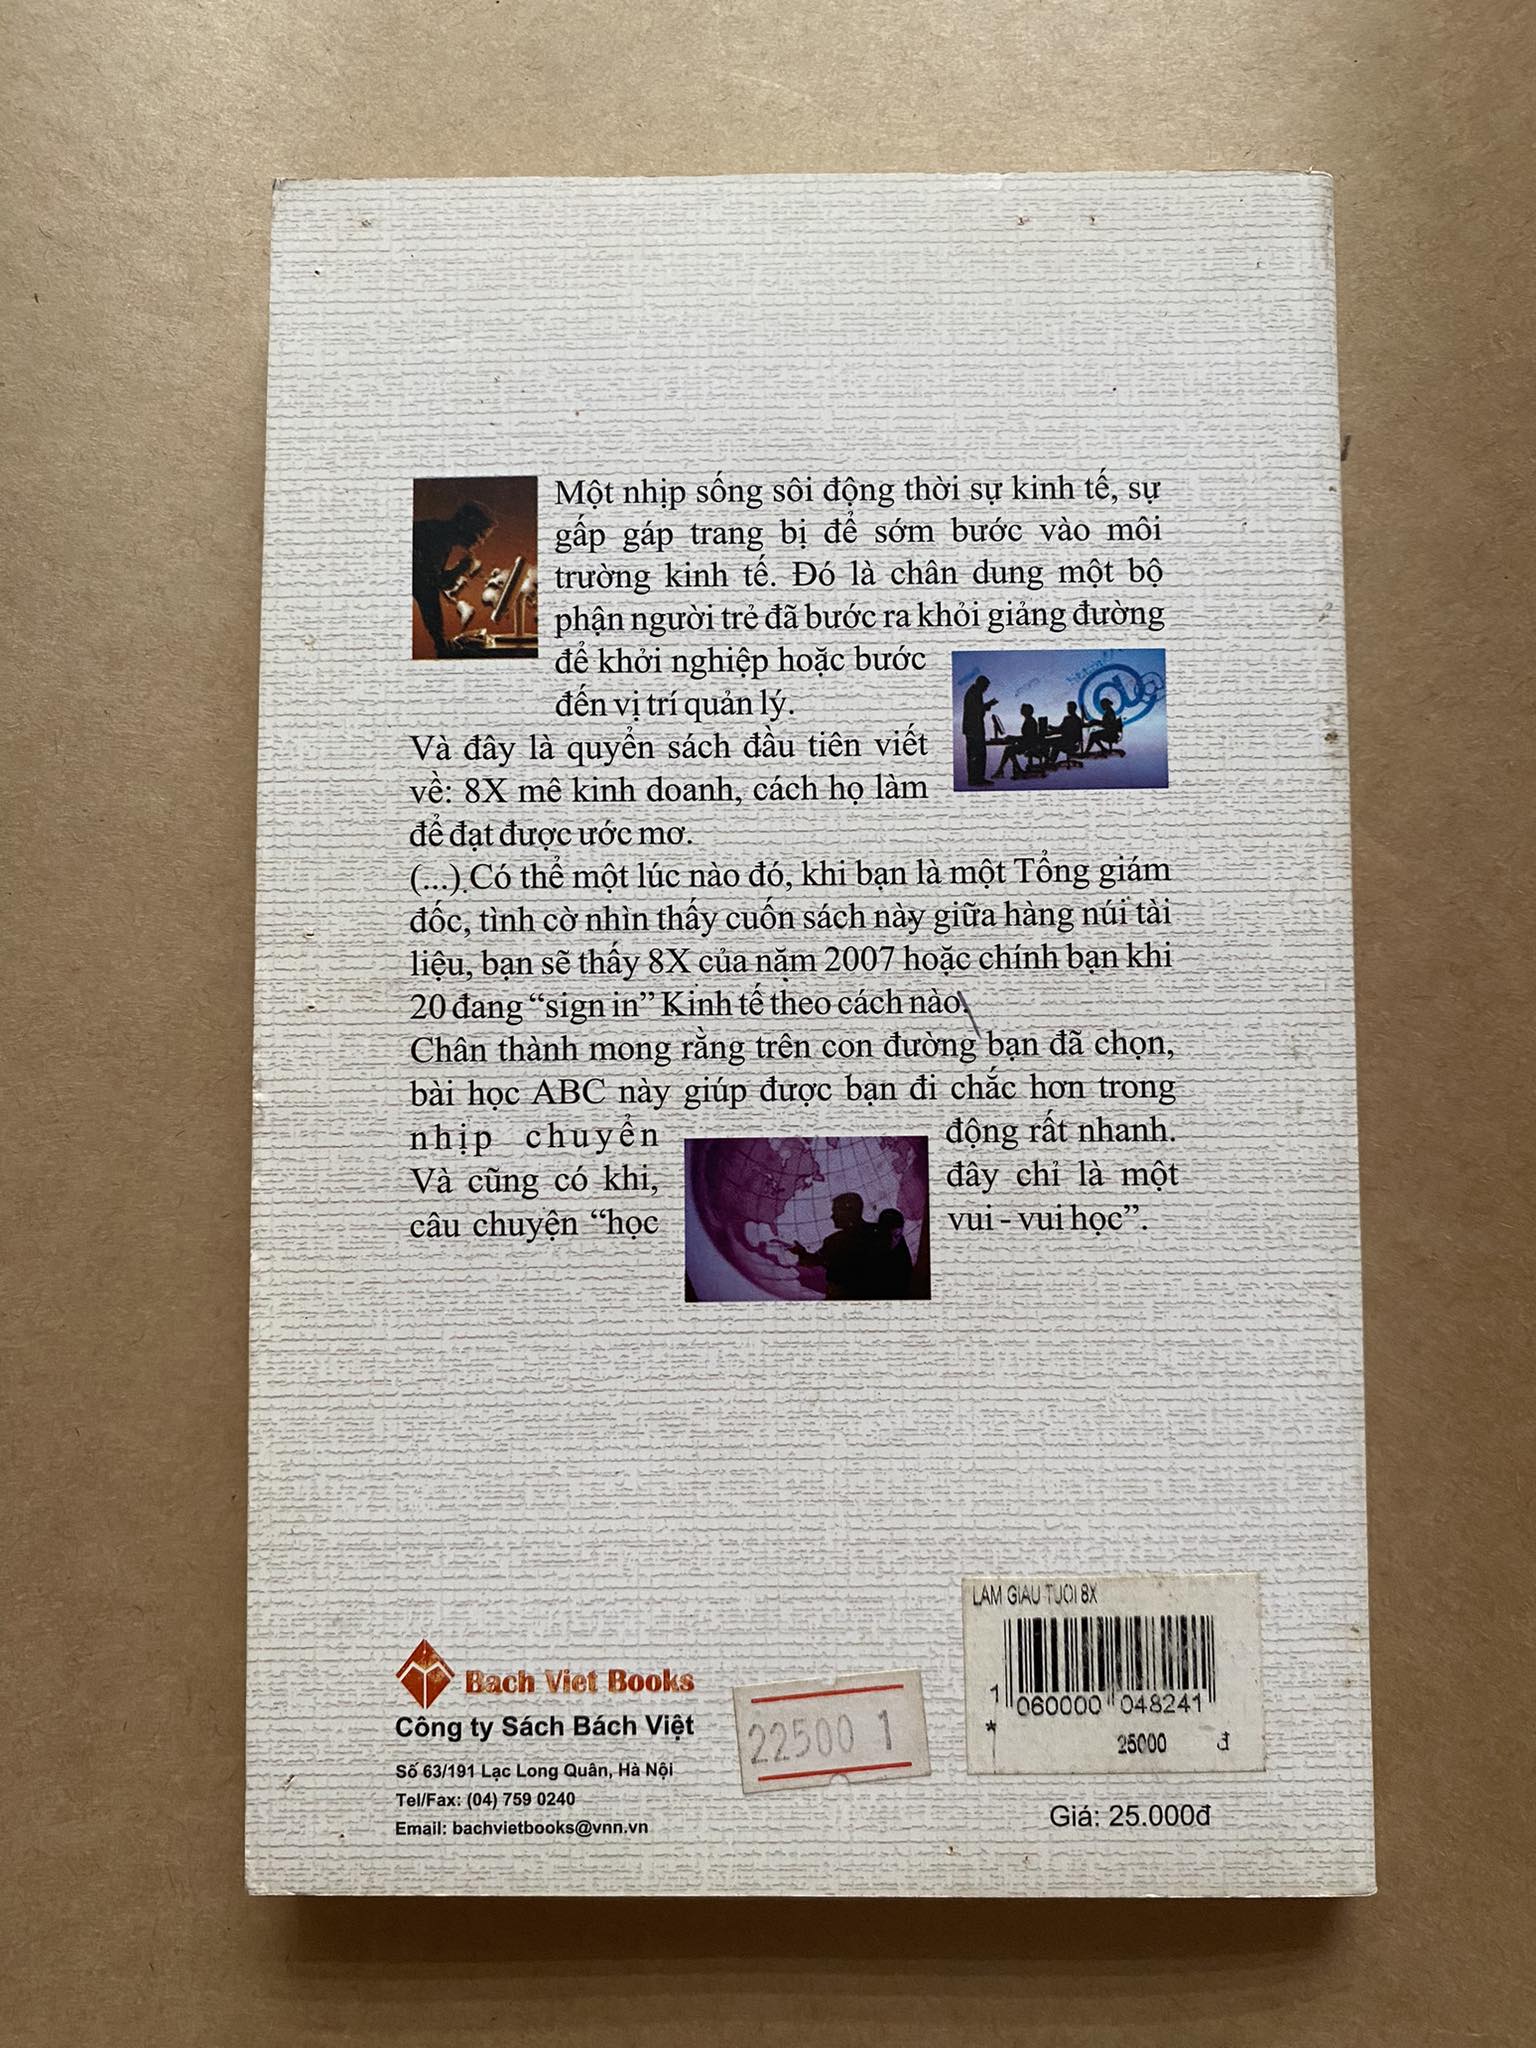 Một nhịp sống sôi động thời sự kinh tế, sự
gấp gáp trang bị để sớm bước vào môi
trường kinh tế. Đó là chân dung một bộ
phận người trẻ đã bước ra khỏi giảng đường
để khởi nghiệp hoặc bước
đến vị trí quản lý.
Và đây là quyển sách đầu tiên viết
về: 8X mê kinh doanh, cách họ làm
để đạt được ước mơ.
(...).Có thể một lúc nào đó, khi bạn là một Tổng giám
đốc, tình cờ nhìn thấy cuốn sách này giữa hàng núi tài
liệu, bạn sẽ thấy 8X của năm 2007 hoặc chính bạn khi
20 đang “sign in” Kinh tế theo cách nào.
Chân thành mong rằng trên con đường bạn đã chọn,
bài học ABC này giúp được bạn đi chắc hơn trong
nhịp chuyển động rất nhanh.
Và cũng có khi, đây chỉ là một
câu chuyện “học vui - vui học”.
LAM GIAU TUOI 8X
1 060000 048241
* 25000 đ
Bach Viet Books
Công ty Sách Bách Việt
22500 1
Số 63/191 Lạc Long Quân, Hà Nội
Tel/Fax: (04) 759 0240
Email: bachvietbooks@vnn.vn
Giá: 25.000đ